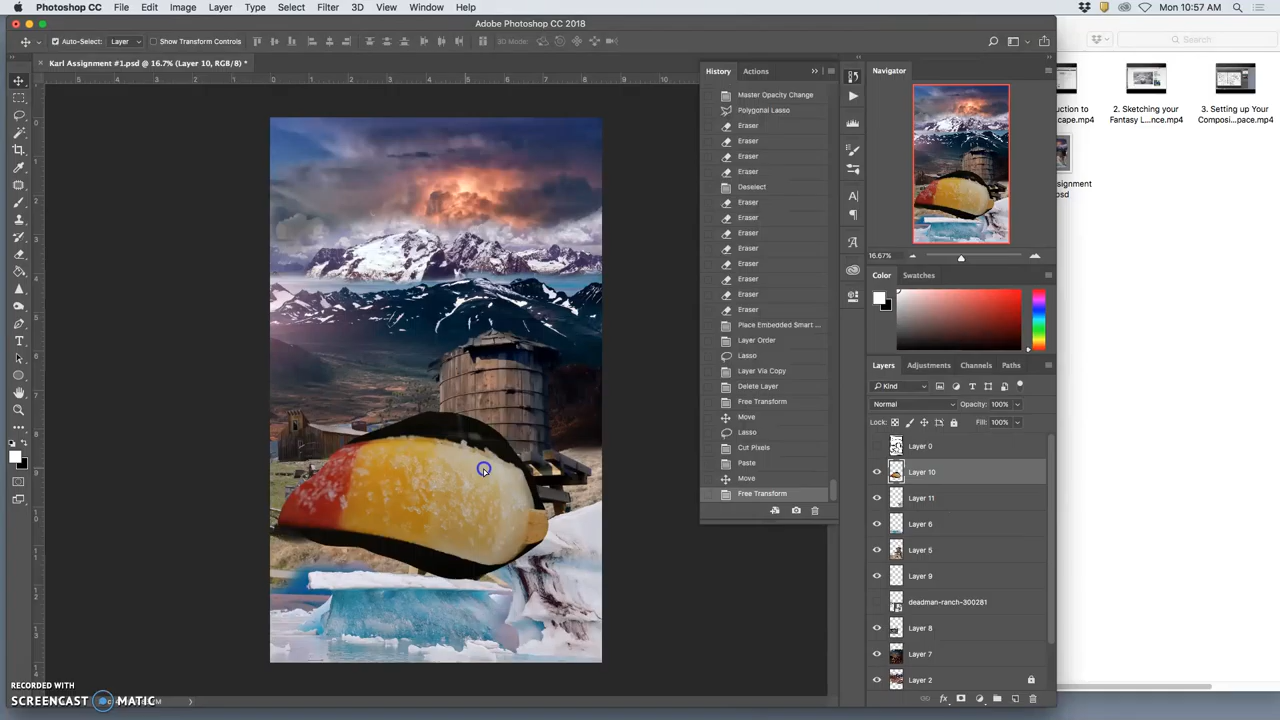 Photoshop CC File Edit Image Layer Type Select Filter 3D View Window Help
Mon 10:57 AM
Adobe Photoshop CC 2018
Auto-Select: Layer Show Transform Controls 3D Mode:
Search
Karl Assignment #1.psd @ 16.7% (Layer 10, RGB/8) *
History Actions
Navigator
Master Opacity Change
Polygonal Lasso
Eraser
Eraser
Eraser
Eraser
Deselect
Eraser
Eraser
Eraser
Eraser
Eraser
Eraser
Eraser
Eraser
Place Embedded Smart ...
Layer Order
Lasso
Layer Via Copy
Delete Layer
Free Transform
Move
Lasso
Cut Pixels
Paste
Move
Free Transform
16.67%
Color Swatches
Layers Adjustments Channels Paths
Kind
Normal Opacity: 100%
Lock: Fill: 100%
Layer 0
Layer 10
Layer 11
Layer 6
Layer 5
Layer 9
deadman-ranch-300281
Layer 8
Layer 7
Layer 2
uction to
cape.mp4
2. Sketching your
Fantasy L...nce.mp4
3. Setting up Your
Composi...pace.mp4
ssignment
psd
RECORDED WITH
SCREENCAST MATIC